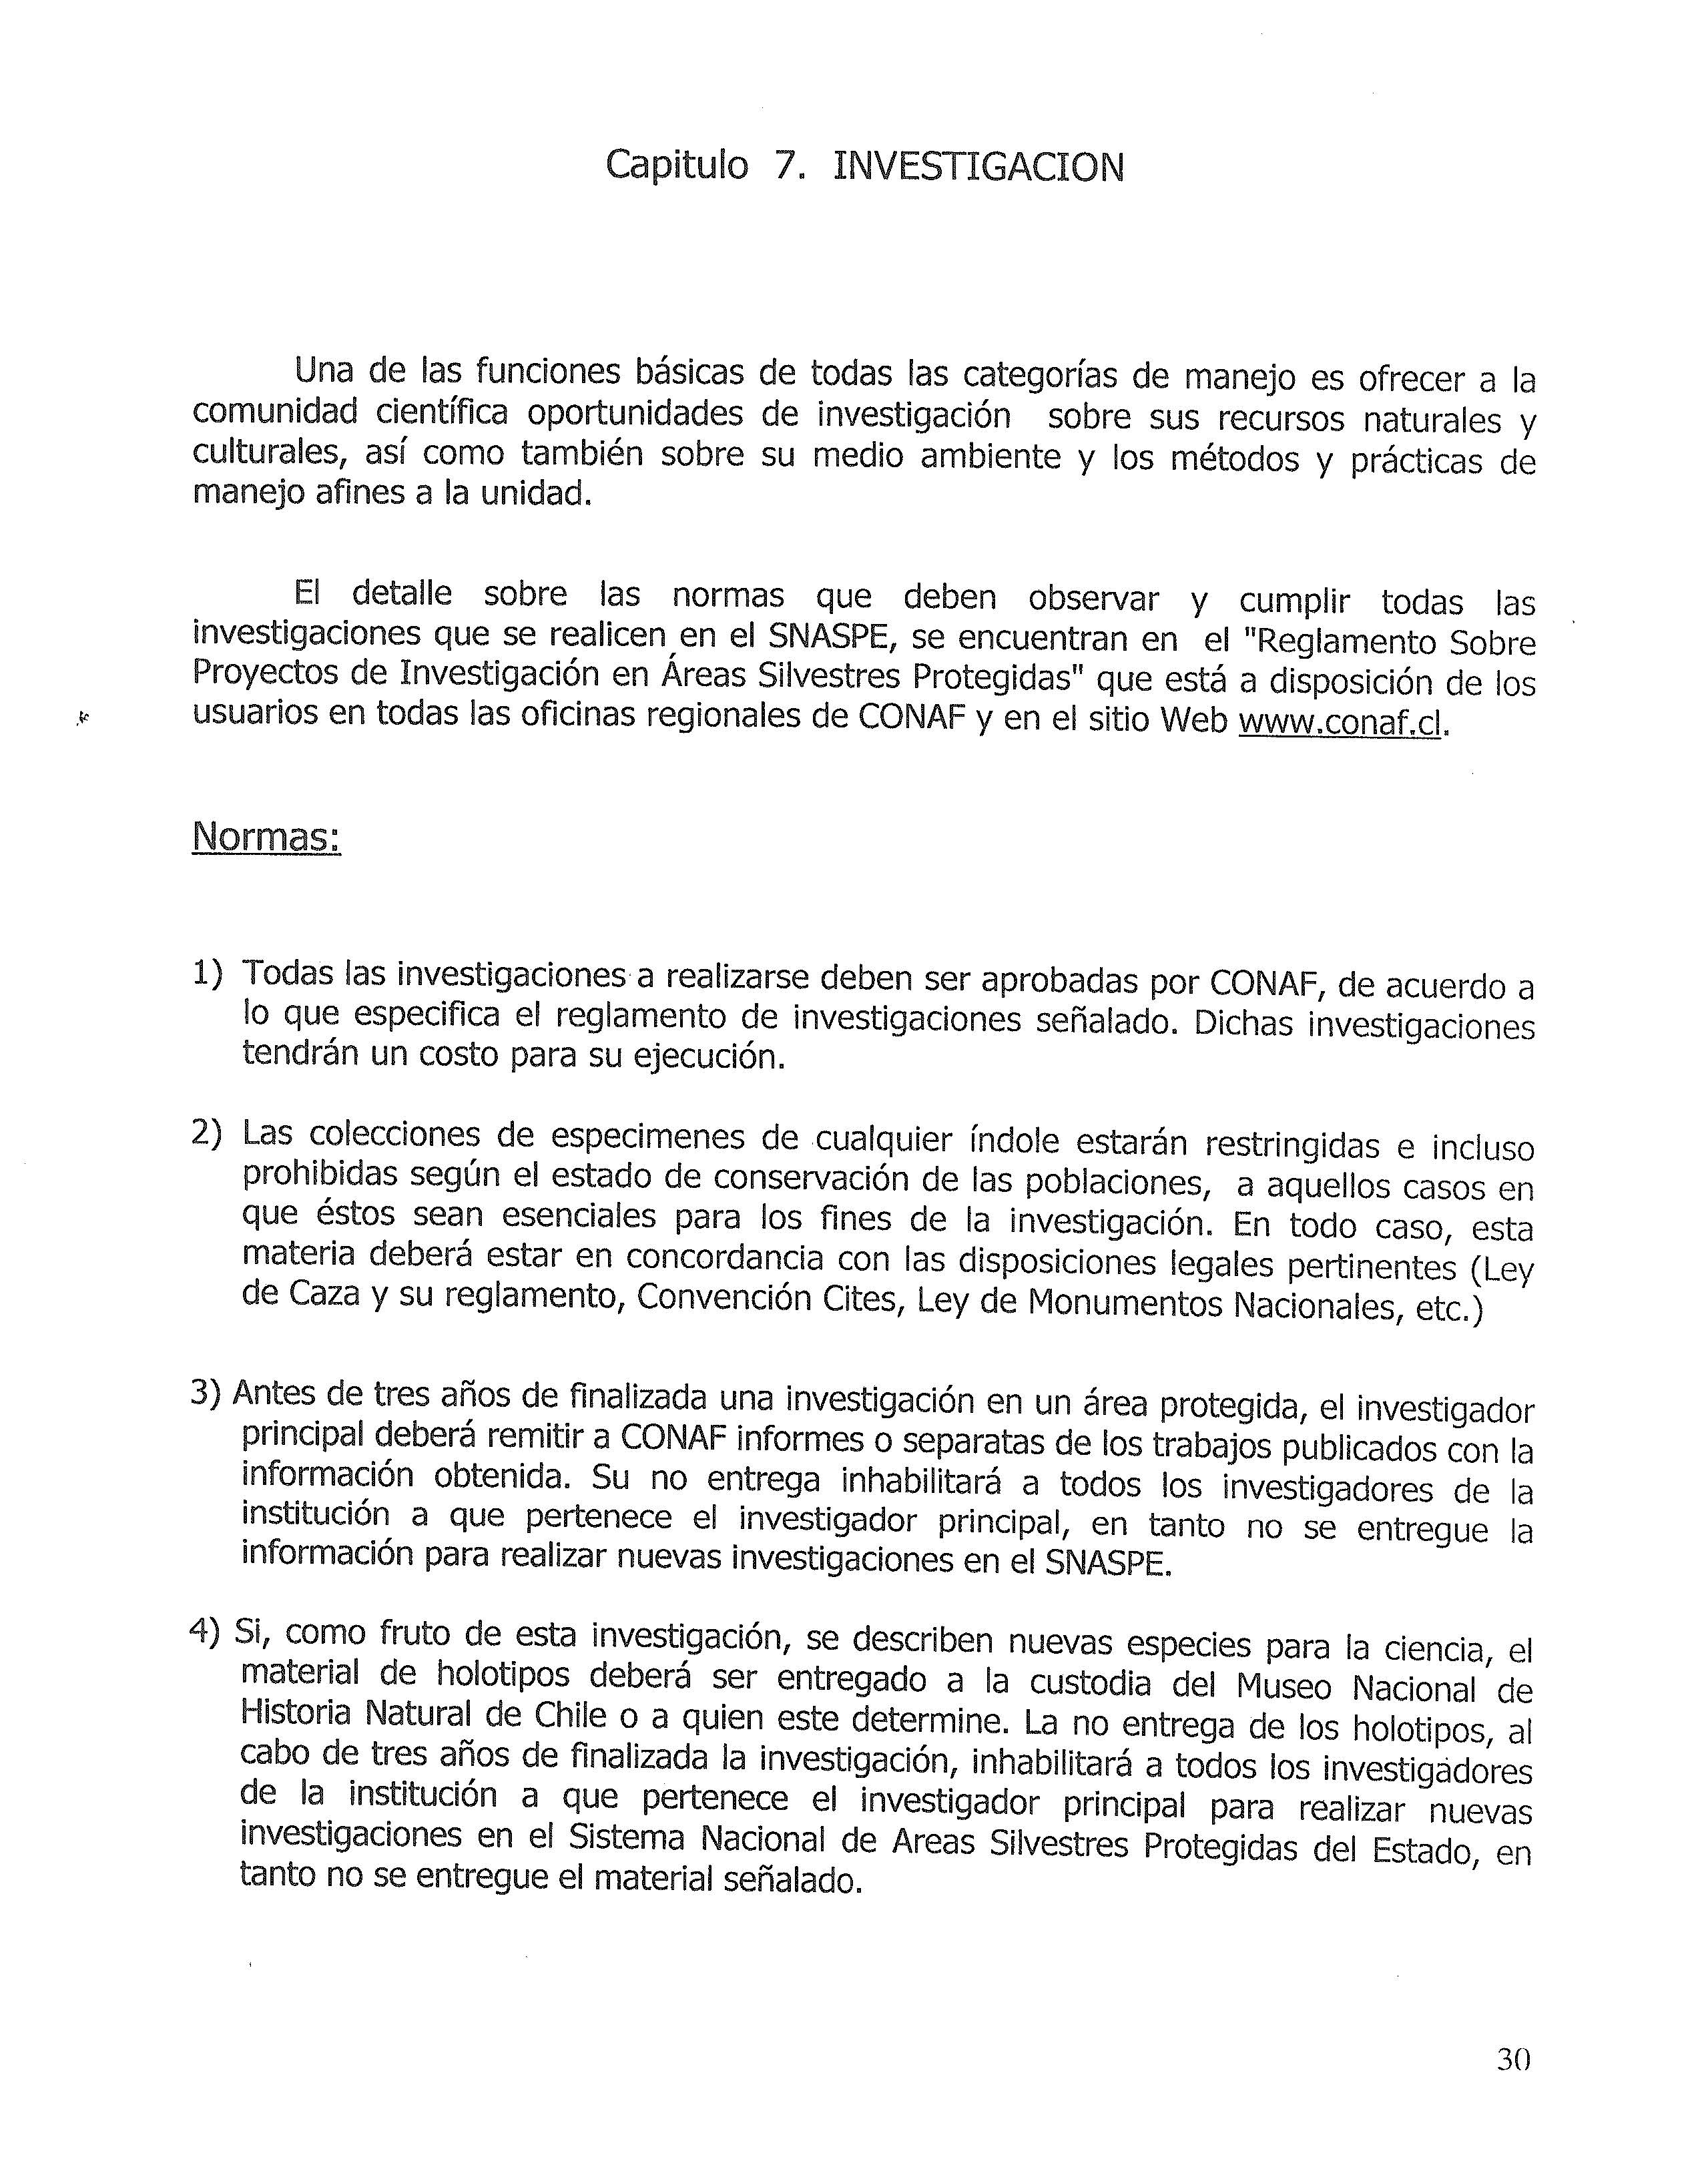 Capitulo 7. INVESTIGACION
Una de las funciones básicas de todas las categorías de manejo es ofrecer a la
comunidad científica oportunidades de investigación sobre sus recursos naturales y
culturales, así como también sobre su medio ambiente y los métodos y prácticas de
manejo afines a la unidad.
El detalle sobre las normas que deben observar y cumplir todas las
investigaciones que se realicen en el SNASPE, se encuentran en el "Reglamento Sobre
Proyectos de Investigación en Áreas Silvestres Protegidas" que está a disposición de los
usuarios en todas las oficinas regionales de CONAF y en el sitio Web www.conaf.cl.
Normas:
1) Todas las investigaciones a realizarse deben ser aprobadas por CONAF, de acuerdo a
lo que especifica el reglamento de investigaciones señalado. Dichas investigaciones
tendrán un costo para su ejecución.
2) Las colecciones de especimenes de cualquier índole estarán restringidas e incluso
prohibidas según el estado de conservación de las poblaciones, a aquellos casos en
que éstos sean esenciales para los fines de la investigación. En todo caso, esta
materia deberá estar en concordancia con las disposiciones legales pertinentes (Ley
de Caza y su reglamento, Convención Cites, Ley de Monumentos Nacionales, etc.)
3) Antes de tres años de finalizada una investigación en un área protegida, el investigador
principal deberá remitir a CONAF informes o separatas de los trabajos publicados con la
información obtenida. Su no entrega inhabilitará a todos los investigadores de la
institución a que pertenece el investigador principal, en tanto no se entregue la
información para realizar nuevas investigaciones en el SNASPE.
4) Si, como fruto de esta investigación, se describen nuevas especies para la ciencia, el
material de holotipos deberá ser entregado a la custodia del Museo Nacional de
Historia Natural de Chile o a quien este determine. La no entrega de los holotipos, al
cabo de tres años de finalizada la investigación, inhabilitará a todos los investigadores
de la institución a que pertenece el investigador principal para realizar nuevas
investigaciones en el Sistema Nacional de Areas Silvestres Protegidas del Estado, en
tanto no se entregue el material señalado.
30